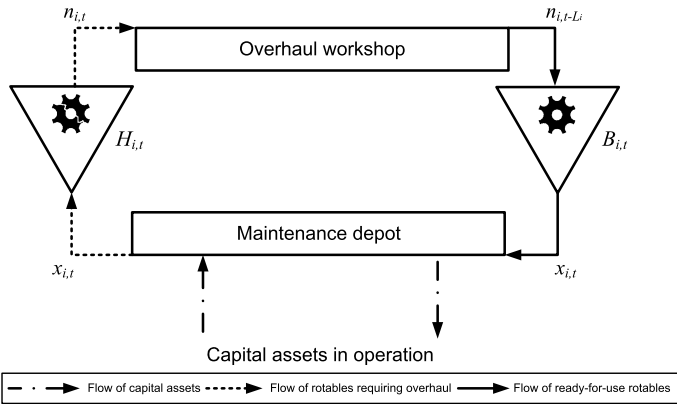 n_{i,t}
n_{i,t-L_i}
Overhaul workshop
H_{i,t}
B_{i,t}
Maintenance depot
x_{i,t}
x_{i,t}
Capital assets in operation
Flow of capital assets
Flow of rotables requiring overhaul
Flow of ready-for-use rotables